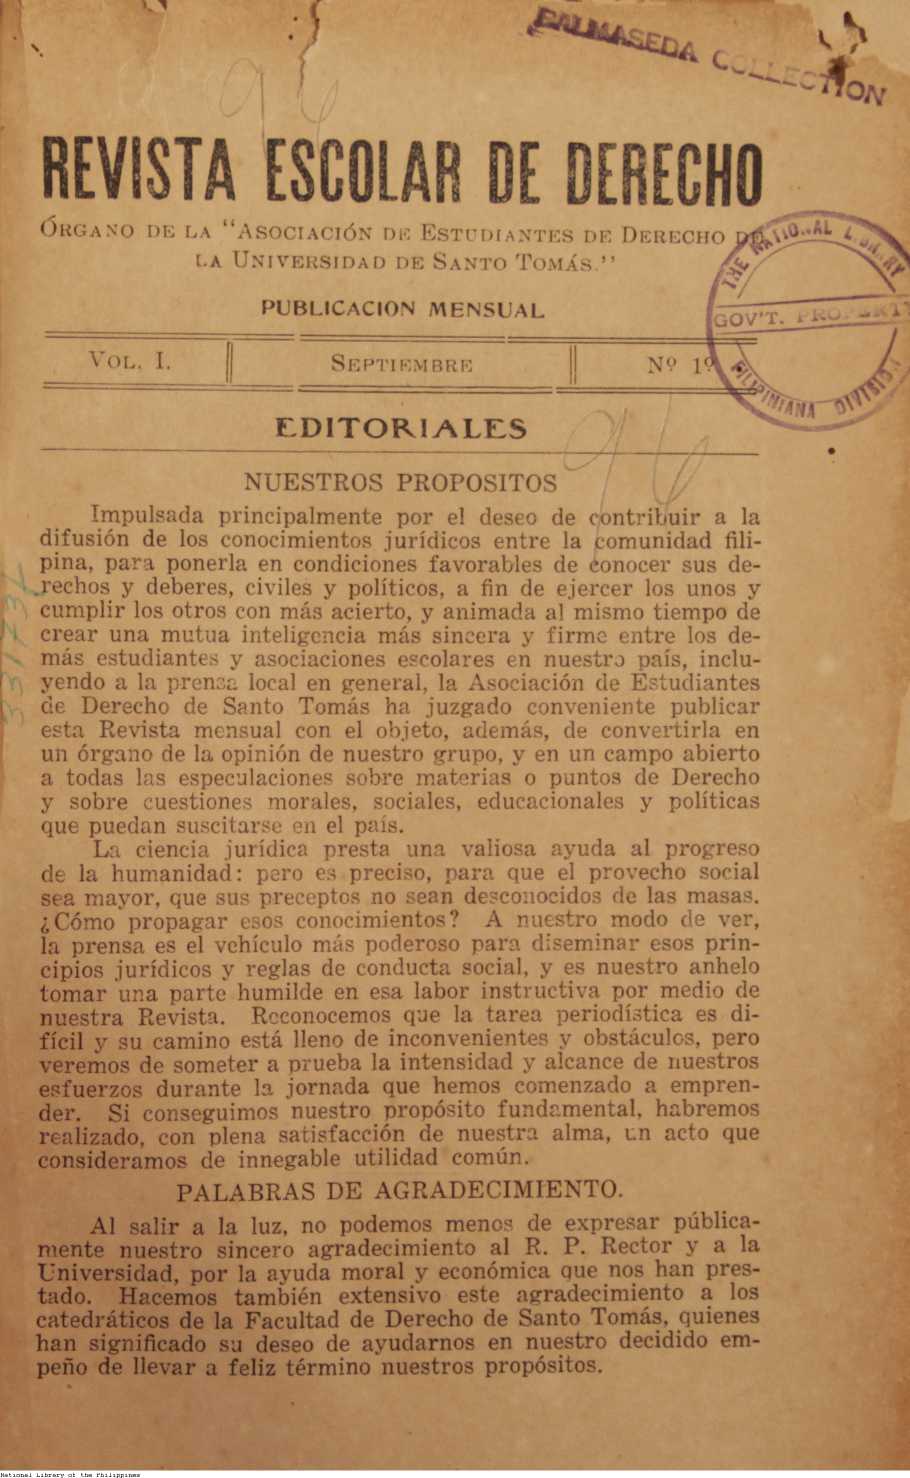 BALMASEDA COLLECTION
96
REVISTA ESCOLAR DE DERECHO
ÓRGANO DE LA "ASOCIACIÓN DE ESTUDIANTES DE DERECHO DE
LA UNIVERSIDAD DE SANTO TOMÁS."
THE NATIONAL LIBRARY
GOV'T. PROPERTY
FILIPINIANA DIVISION
PUBLICACION MENSUAL
VOL. I. SEPTIEMBRE Nº 1º
EDITORIALES
96
NUESTROS PROPOSITOS
Impulsada principalmente por el deseo de contribuir a la
difusión de los conocimientos jurídicos entre la comunidad fili-
pina, para ponerla en condiciones favorables de conocer sus de-
rechos y deberes, civiles y políticos, a fin de ejercer los unos y
cumplir los otros con más acierto, y animada al mismo tiempo de
crear una mutua inteligencia más sincera y firme entre los de-
más estudiantes y asociaciones escolares en nuestro país, inclu-
yendo a la prensa local en general, la Asociación de Estudiantes
de Derecho de Santo Tomás ha juzgado conveniente publicar
esta Revista mensual con el objeto, además, de convertirla en
un órgano de la opinión de nuestro grupo, y en un campo abierto
a todas las especulaciones sobre materias o puntos de Derecho
y sobre cuestiones morales, sociales, educacionales y políticas
que puedan suscitarse en el país.
La ciencia jurídica presta una valiosa ayuda al progreso
de la humanidad: pero es preciso, para que el provecho social
sea mayor, que sus preceptos no sean desconocidos de las masas.
¿Cómo propagar esos conocimientos? A nuestro modo de ver,
la prensa es el vehículo más poderoso para diseminar esos prin-
cipios jurídicos y reglas de conducta social, y es nuestro anhelo
tomar una parte humilde en esa labor instructiva por medio de
nuestra Revista. Reconocemos que la tarea periodística es di-
fícil y su camino está lleno de inconvenientes y obstáculos, pero
veremos de someter a prueba la intensidad y alcance de nuestros
esfuerzos durante la jornada que hemos comenzado a empren-
der. Si conseguimos nuestro propósito fundamental, habremos
realizado, con plena satisfacción de nuestra alma, un acto que
consideramos de innegable utilidad común.
PALABRAS DE AGRADECIMIENTO.
Al salir a la luz, no podemos menos de expresar pública-
mente nuestro sincero agradecimiento al R. P. Rector y a la
Universidad, por la ayuda moral y económica que nos han pres-
tado. Hacemos también extensivo este agradecimiento a los
catedráticos de la Facultad de Derecho de Santo Tomás, quienes
han significado su deseo de ayudarnos en nuestro decidido em-
peño de llevar a feliz término nuestros propósitos.
National Library of the Philippines